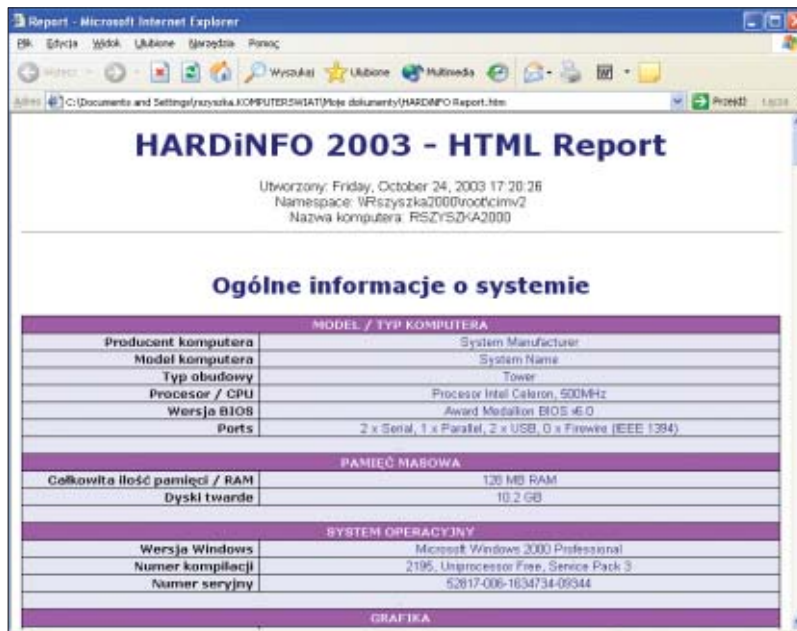 Report - Microsoft Internet Explorer
Plik Edycja Widok Ulubione Narzędzia Pomoc
Wstecz Wyszukaj Ulubione Multimedia
Adres C:\Documents and Settings\rszyszka.KOMPUTERSWIAT\Moje dokumenty\HARDiNFO Report.htm Przejdź Łącza
HARDiNFO 2003 - HTML Report
Utworzony: Friday, October 24, 2003 17:20:26
Namespace: \\Rszyszka2000\root\cimv2
Nazwa komputera: RSZYSZKA2000
Ogólne informacje o systemie
MODEL / TYP KOMPUTERA
Producent komputera System Manufacturer
Model komputera System Name
Typ obudowy Tower
Procesor / CPU Procesor Intel Celeron, 500MHz
Wersja BIOS Award Medallion BIOS v6.0
Ports 2 x Serial, 1 x Parallel, 2 x USB, 0 x Firewire (IEEE 1394)
PAMIĘĆ MASOWA
Całkowita ilość pamięci / RAM 128 MB RAM
Dyski twarde 10.2 GB
SYSTEM OPERACYJNY
Wersja Windows Microsoft Windows 2000 Professional
Numer kompilacji 2195, Uniprocessor Free, Service Pack 3
Numer seryjny 52817-006-1634734-09344
GRAFIKA